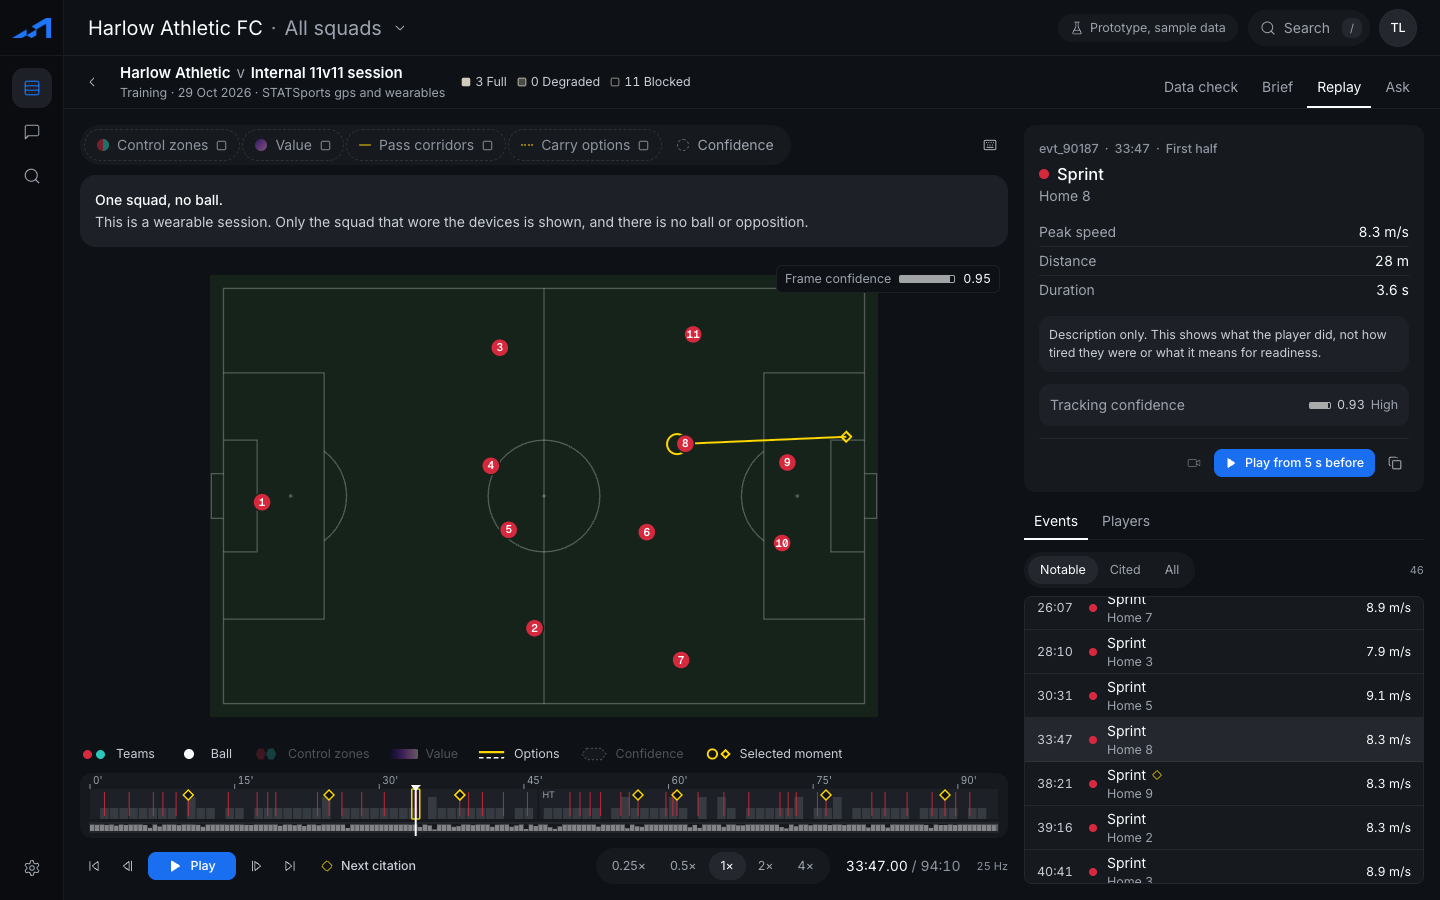 Harlow Athletic FC · All squads
Prototype, sample data
Search /
TL
Harlow Athletic v Internal 11v11 session
Training · 29 Oct 2026 · STATSports gps and wearables
3 Full 0 Degraded 11 Blocked
Data check Brief Replay Ask
Control zones Value Pass corridors Carry options Confidence
One squad, no ball.
This is a wearable session. Only the squad that wore the devices is shown, and there is no ball or opposition.
Frame confidence 0.95
3
11
8
4
9
1
5
6
10
2
7
Teams Ball Control zones Value Options Confidence Selected moment
0' 15' 30' 45' 60' 75' 90'
HT
Play
Next citation
0.25× 0.5× 1× 2× 4×
33:47.00 / 94:10 25 Hz
evt_90187 · 33:47 · First half
Sprint
Home 8
Peak speed 8.3 m/s
Distance 28 m
Duration 3.6 s
Description only. This shows what the player did, not how
tired they were or what it means for readiness.
Tracking confidence 0.93 High
Play from 5 s before
Events Players
Notable Cited All 46
26:07 Sprint 8.9 m/s
Home 7
28:10 Sprint 7.9 m/s
Home 3
30:31 Sprint 9.1 m/s
Home 5
33:47 Sprint 8.3 m/s
Home 8
38:21 Sprint 8.3 m/s
Home 9
39:16 Sprint 8.3 m/s
Home 2
40:41 Sprint 8.9 m/s
Home 3